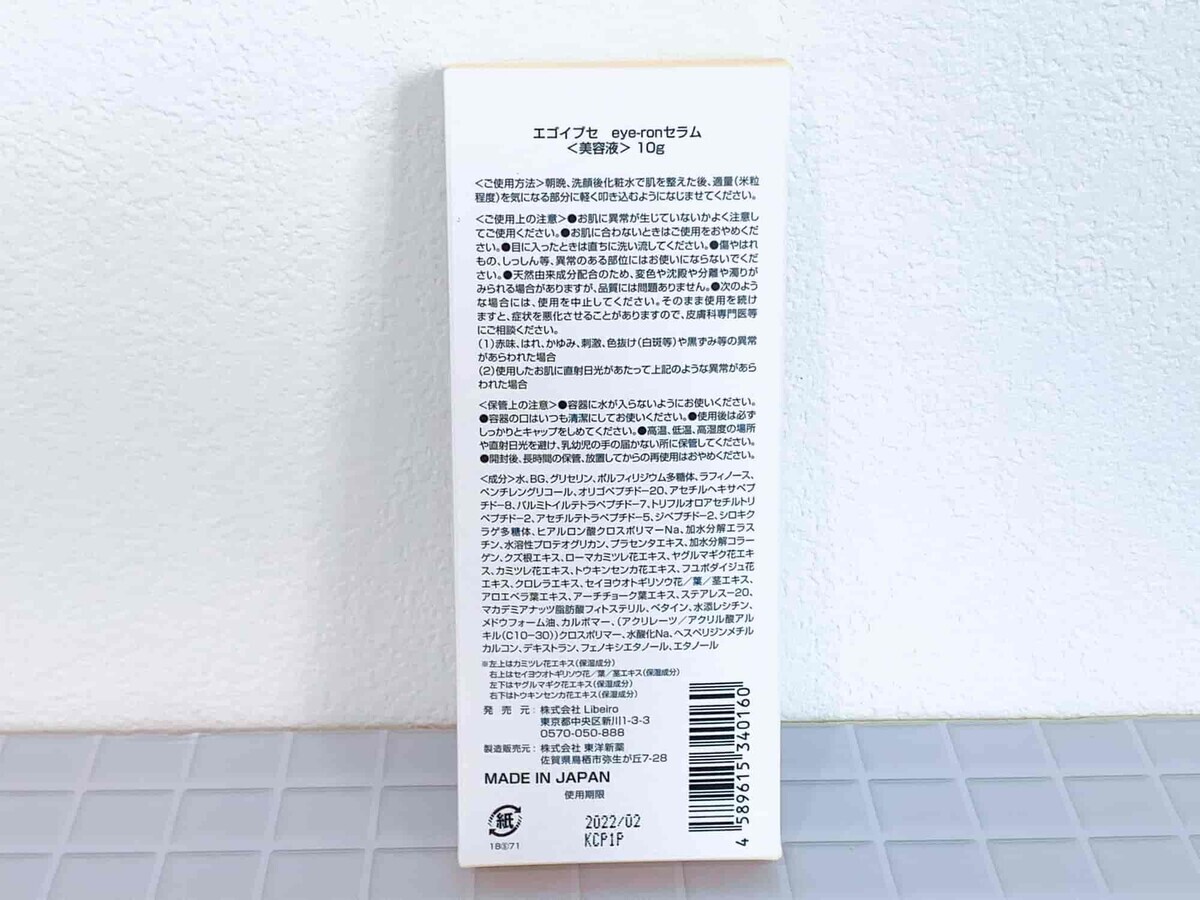 エゴイプセ　eye-ronセラム
＜美容液＞ 10g
＜ご使用方法＞朝晩、洗顔後化粧水で肌を整えた後、適量（米粒
程度）を気になる部分に軽く叩き込むようになじませてください。
＜ご使用上の注意＞●お肌に異常が生じていないかよく注意し
てご使用ください。●お肌に合わないときはご使用をおやめくだ
さい。●目に入ったときは直ちに洗い流してください。●傷やはれ
もの、しっしん等、異常のある部位にはお使いにならないでくだ
さい。●天然由来成分配合のため、変色や沈殿や分離や濁りが
みられる場合がありますが、品質には問題ありません。●次のよう
な場合には、使用を中止してください。そのまま使用を続け
ますと、症状を悪化させることがありますので、皮膚科専門医等
にご相談ください。
（1）赤味、はれ、かゆみ、刺激、色抜け（白斑等）や黒ずみ等の異常
があらわれた場合
（2）使用したお肌に直射日光があたって上記のような異常があら
われた場合
＜保管上の注意＞●容器に水が入らないようにお使いください。
●容器の口はいつも清潔にしてお使いください。●使用後は必ず
しっかりとキャップをしめてください。●高温、低温、高湿度の場所
や直射日光を避け、乳幼児の手の届かない所に保管してください。
●開封後、長時間の保管、放置してからの再使用はおやめください。
＜成分＞水、BG、グリセリン、ポルフィリジウム多糖体、ラフィノース、
ペンチレングリコール、オリゴペプチド-20、アセチルヘキサペプ
チド-8、パルミトイルテトラペプチド-7、トリフルオロアセチルトリ
ペプチド-2、アセチルテトラペプチド-5、ジペプチド-2、シロキク
ラゲ多糖体、ヒアルロン酸クロスポリマーNa、加水分解エラス
チン、水溶性プロテオグリカン、プラセンタエキス、加水分解コラー
ゲン、クズ根エキス、ローマカミツレ花エキス、ヤグルマギク花エキ
ス、カミツレ花エキス、トウキンセンカ花エキス、フユボダイジュ花
エキス、クロレラエキス、セイヨウオトギリソウ花／葉／茎エキス、
アロエベラ葉エキス、アーチチョーク葉エキス、ステアレス-20、
マカデミアナッツ脂肪酸フィトステリル、ベタイン、水添レシチン、
メドウフォーム油、カルボマー、（アクリレーツ／アクリル酸アル
キル（C10-30））クロスポリマー、水酸化Na、ヘスペリジンメチル
カルコン、デキストラン、フェノキシエタノール、エタノール
※左上はカミツレ花エキス（保湿成分）
右上はセイヨウオトギリソウ花／葉／茎エキス（保湿成分）
左下はヤグルマギク花エキス（保湿成分）
右下はトウキンセンカ花エキス（保湿成分）
発 売 元：株式会社 Libeiro
東京都中央区新川1-3-3
0570-050-888
製造販売元：株式会社 東洋新薬
佐賀県鳥栖市弥生が丘7-28
MADE IN JAPAN
使用期限
2022/02
KCP1P
紙
18⑧71
4 589615 340160